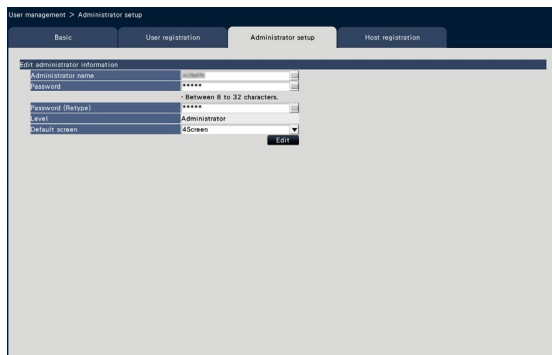 User management > Administrator setup
Basic
User registration
Administrator setup
Host registration
Edit administrator information
Administrator name
Password *****
・Between 8 to 32 characters.
Password (Retype) *****
Level Administrator
Default screen 4Screen
Edit